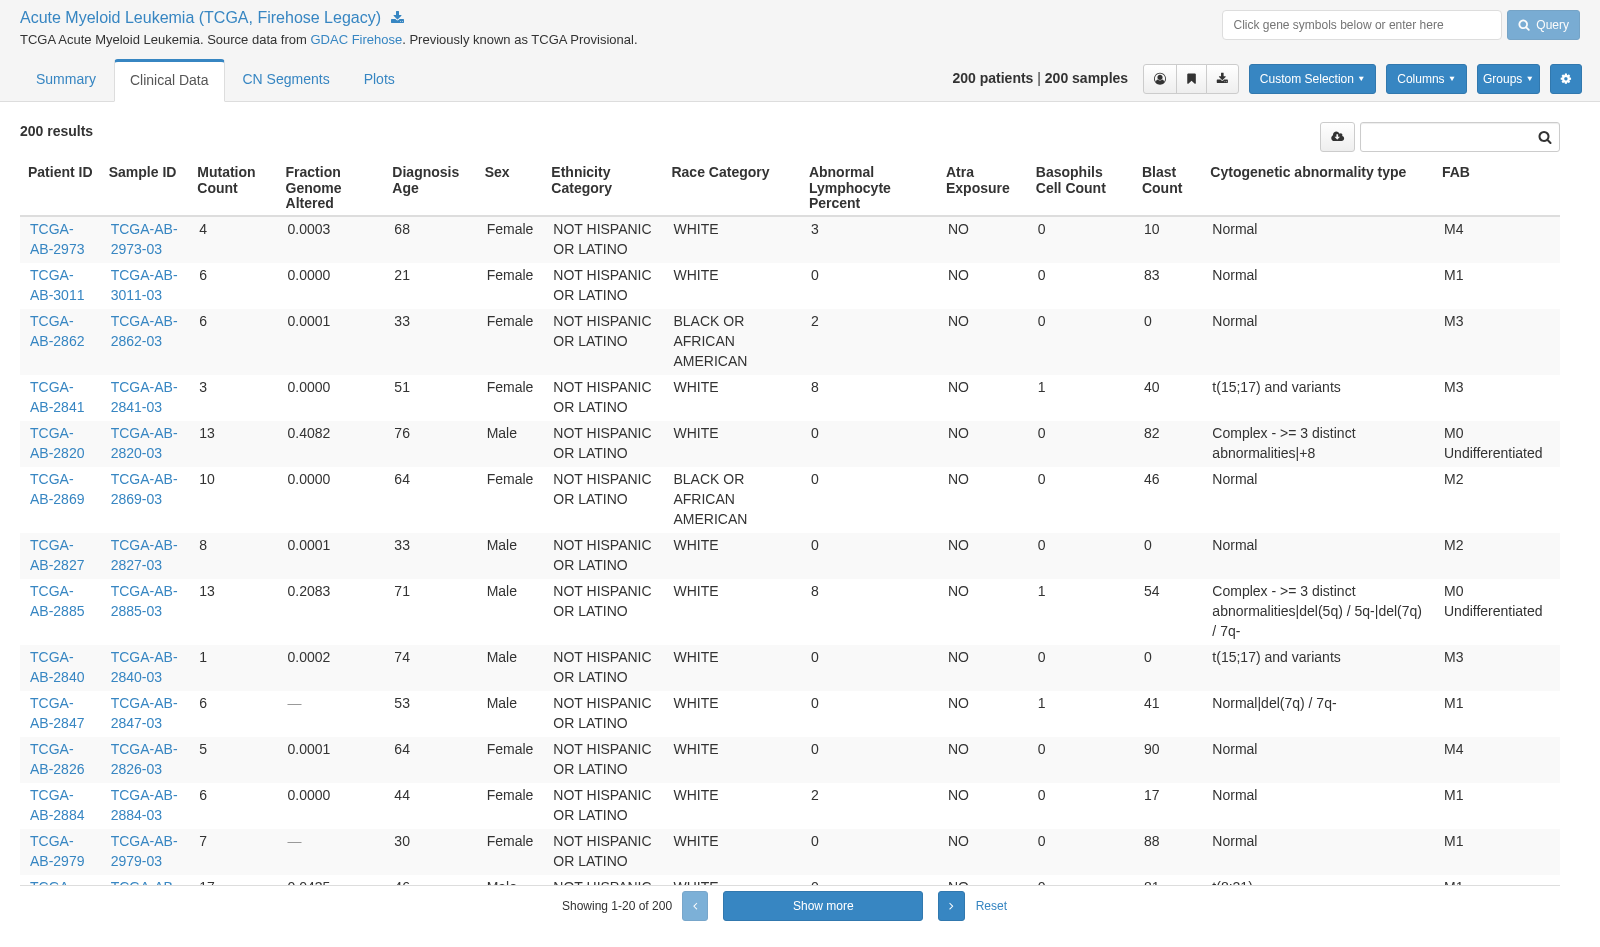 Acute Myeloid Leukemia (TCGA, Firehose Legacy)
TCGA Acute Myeloid Leukemia. Source data from GDAC Firehose. Previously known as TCGA Provisional.
Click gene symbols below or enter here
Query
Summary Clinical Data CN Segments Plots
200 patients | 200 samples
Custom Selection Columns Groups
200 results
Patient ID Sample ID Mutation Count Fraction Genome Altered Diagnosis Age Sex Ethnicity Category Race Category Abnormal Lymphocyte Percent Atra Exposure Basophils Cell Count Blast Count Cytogenetic abnormality type FAB
TCGA-AB-2973 TCGA-AB-2973-03 4 0.0003 68 Female NOT HISPANIC OR LATINO WHITE 3 NO 0 10 Normal M4
TCGA-AB-3011 TCGA-AB-3011-03 6 0.0000 21 Female NOT HISPANIC OR LATINO WHITE 0 NO 0 83 Normal M1
TCGA-AB-2862 TCGA-AB-2862-03 6 0.0001 33 Female NOT HISPANIC OR LATINO BLACK OR AFRICAN AMERICAN 2 NO 0 0 Normal M3
TCGA-AB-2841 TCGA-AB-2841-03 3 0.0000 51 Female NOT HISPANIC OR LATINO WHITE 8 NO 1 40 t(15;17) and variants M3
TCGA-AB-2820 TCGA-AB-2820-03 13 0.4082 76 Male NOT HISPANIC OR LATINO WHITE 0 NO 0 82 Complex - >= 3 distinct abnormalities|+8 M0 Undifferentiated
TCGA-AB-2869 TCGA-AB-2869-03 10 0.0000 64 Female NOT HISPANIC OR LATINO BLACK OR AFRICAN AMERICAN 0 NO 0 46 Normal M2
TCGA-AB-2827 TCGA-AB-2827-03 8 0.0001 33 Male NOT HISPANIC OR LATINO WHITE 0 NO 0 0 Normal M2
TCGA-AB-2885 TCGA-AB-2885-03 13 0.2083 71 Male NOT HISPANIC OR LATINO WHITE 8 NO 1 54 Complex - >= 3 distinct abnormalities|del(5q) / 5q-|del(7q) / 7q- M0 Undifferentiated
TCGA-AB-2840 TCGA-AB-2840-03 1 0.0002 74 Male NOT HISPANIC OR LATINO WHITE 0 NO 0 0 t(15;17) and variants M3
TCGA-AB-2847 TCGA-AB-2847-03 6 — 53 Male NOT HISPANIC OR LATINO WHITE 0 NO 1 41 Normal|del(7q) / 7q- M1
TCGA-AB-2826 TCGA-AB-2826-03 5 0.0001 64 Female NOT HISPANIC OR LATINO WHITE 0 NO 0 90 Normal M4
TCGA-AB-2884 TCGA-AB-2884-03 6 0.0000 44 Female NOT HISPANIC OR LATINO WHITE 2 NO 0 17 Normal M1
TCGA-AB-2979 TCGA-AB-2979-03 7 — 30 Female NOT HISPANIC OR LATINO WHITE 0 NO 0 88 Normal M1
Showing 1-20 of 200 Show more Reset